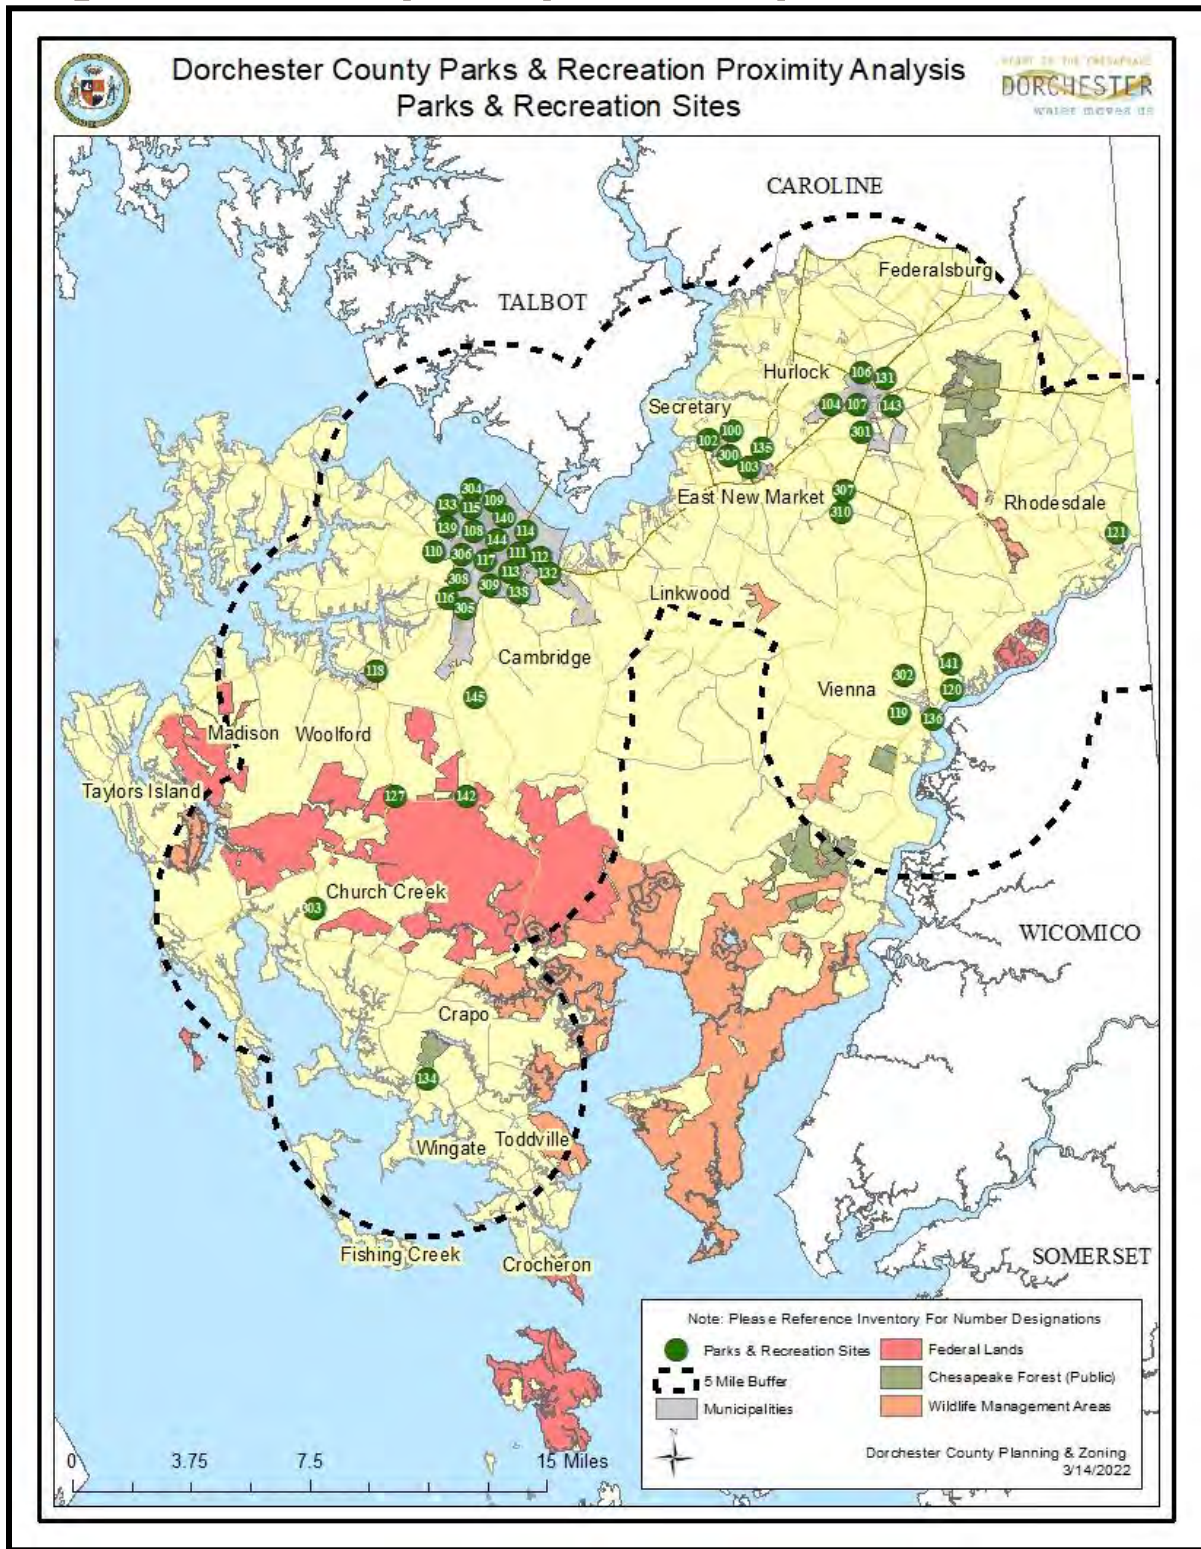 Dorchester County Parks & Recreation Proximity Analysis
Parks & Recreation Sites
HEART OF THE CHESAPEAKE
DORCHESTER
water moves us
CAROLINE
Federalsburg
TALBOT
Hurlock
106
131
104
107
143
301
Secretary
100
102
300
135
103
East New Market
307
310
Rhodesdale
121
304
133
115
109
140
139
108
144
114
110
306
117
111
112
113
132
308
309
138
116
305
Linkwood
Cambridge
118
145
302
141
Vienna
120
119
136
Madison
Woolford
Taylors Island
127
142
Church Creek
303
WICOMICO
Crapo
134
Wingate
Toddville
Fishing Creek
Crocheron
SOMERSET
Note: Please Reference Inventory For Number Designations
Parks & Recreation Sites
Federal Lands
5 Mile Buffer
Chesapeake Forest (Public)
Municipalities
Wildlife Management Areas
N
Dorchester County Planning & Zoning
3/14/2022
0 3.75 7.5 15 Miles